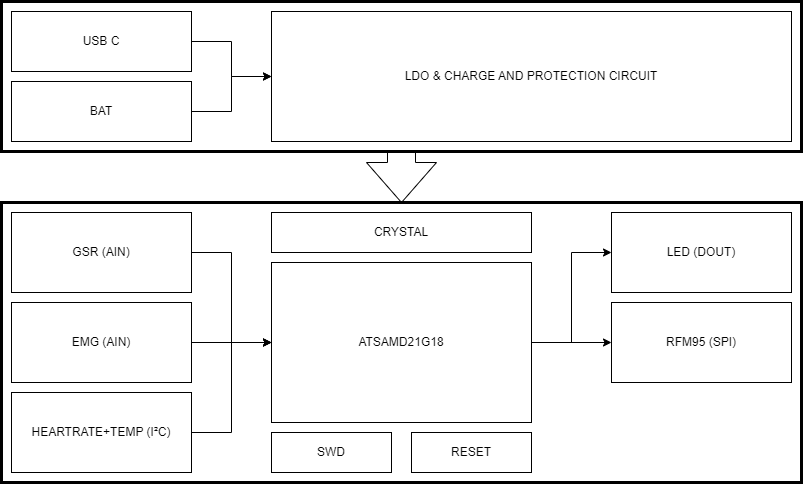 USB C
BAT
LDO & CHARGE AND PROTECTION CIRCUIT
GSR (AIN)
EMG (AIN)
HEARTRATE+TEMP (I²C)
CRYSTAL
ATSAMD21G18
SWD
RESET
LED (DOUT)
RFM95 (SPI)